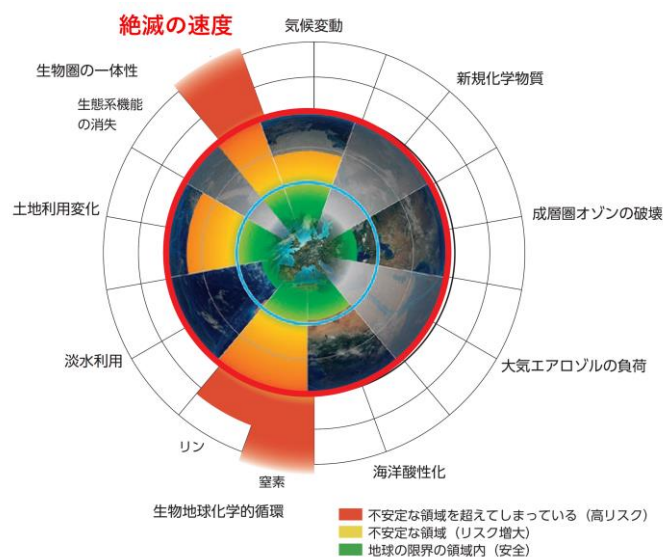 絶滅の速度
気候変動
生物圏の一体性
新規化学物質
生態系機能
の消失
土地利用変化
成層圏オゾンの破壊
淡水利用
大気エアロゾルの負荷
リン
窒素
海洋酸性化
生物地球化学的循環
不安定な領域を超えてしまっている（高リスク）
不安定な領域（リスク増大）
地球の限界の領域内（安全）